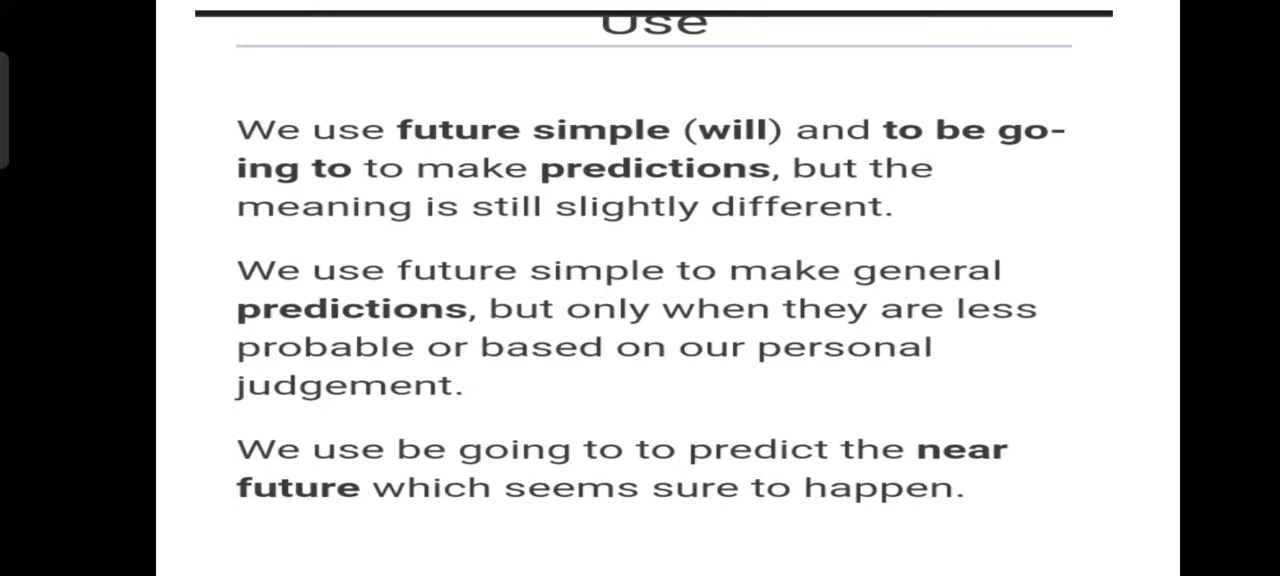 Use
We use future simple (will) and to be go-
ing to to make predictions, but the
meaning is still slightly different.
We use future simple to make general
predictions, but only when they are less
probable or based on our personal
judgement.
We use be going to to predict the near
future which seems sure to happen.